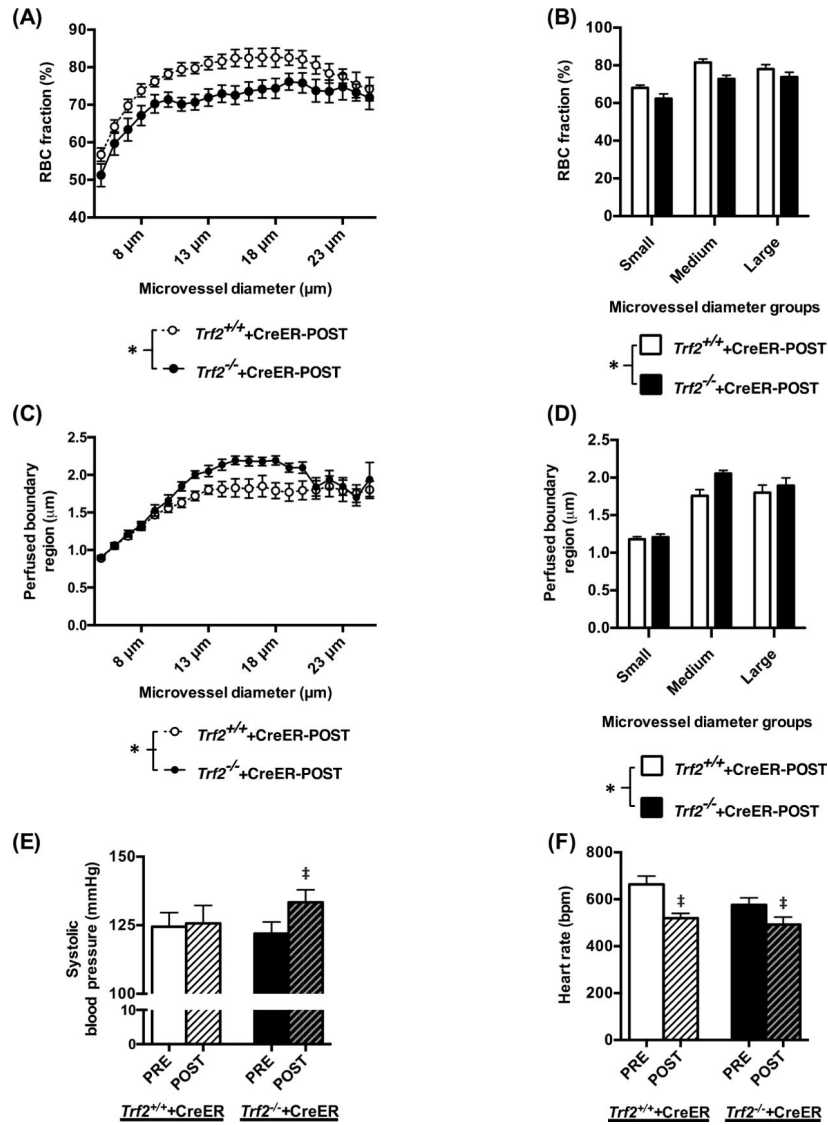 (A)
RBC fraction (%)
90
80
70
60
50
40
8 µm
13 µm
18 µm
23 µm
Microvessel diameter (µm)
*
Trf2+/++CreER-POST
Trf2-/-+CreER-POST
(B)
RBC fraction (%)
100
80
60
40
20
0
Small
Medium
Large
Microvessel diameter groups
*
Trf2+/++CreER-POST
Trf2-/-+CreER-POST
(C)
Perfused boundary
region (µm)
2.5
2.0
1.5
1.0
0.5
0.0
8 µm
13 µm
18 µm
23 µm
Microvessel diameter (µm)
*
Trf2+/++CreER-POST
Trf2-/-+CreER-POST
(D)
Perfused boundary
region (µm)
2.5
2.0
1.5
1.0
0.5
0.0
Small
Medium
Large
Microvessel diameter groups
*
Trf2+/++CreER-POST
Trf2-/-+CreER-POST
(E)
Systolic
blood pressure (mmHg)
150
125
100
10
0
‡
PRE
POST
PRE
POST
Trf2+/++CreER
Trf2-/-+CreER
(F)
Heart rate (bpm)
800
600
400
200
0
‡
‡
PRE
POST
PRE
POST
Trf2+/++CreER
Trf2-/-+CreER